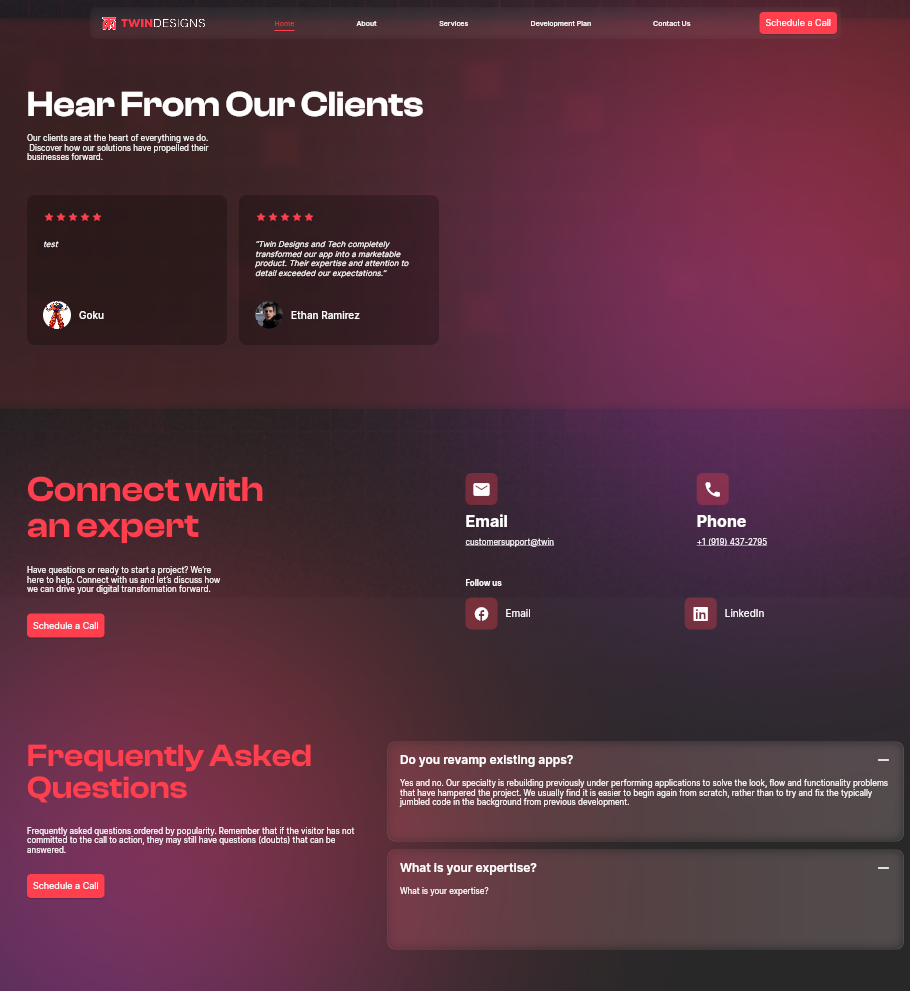 TWINDESIGNS
Home
About
Services
Development Plan
Contact Us
Schedule a Call
Hear From Our Clients
Our clients are at the heart of everything we do.
Discover how our solutions have propelled their
businesses forward.
test
Goku
"Twin Designs and Tech completely
transformed our app into a marketable
product. Their expertise and attention to
detail exceeded our expectations."
Ethan Ramirez
Connect with
an expert
Have questions or ready to start a project? We're
here to help. Connect with us and let's discuss how
we can drive your digital transformation forward.
Schedule a Call
Email
customersupport@twin
Phone
+1 (919) 437-2795
Follow us
Email
LinkedIn
Frequently Asked
Questions
Frequently asked questions ordered by popularity. Remember that if the visitor has not
committed to the call to action, they may still have questions (doubts) that can be
answered.
Schedule a Call
Do you revamp existing apps?
Yes and no. Our specialty is rebuilding previously under performing applications to solve the look, flow and functionality problems
that have hampered the project. We usually find it is easier to begin again from scratch, rather than to try and fix the typically
jumbled code in the background from previous development.
What is your expertise?
What is your expertise?